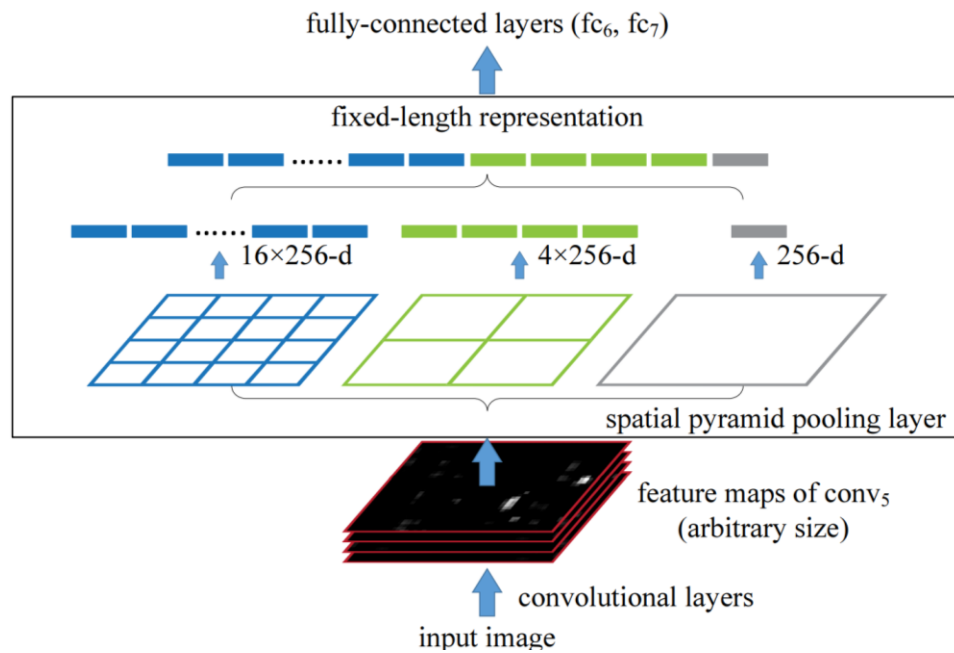 fully-connected layers (fc₆, fc₇)
fixed-length representation
......
......
16×256-d
4×256-d
256-d
spatial pyramid pooling layer
feature maps of conv₅
(arbitrary size)
convolutional layers
input image